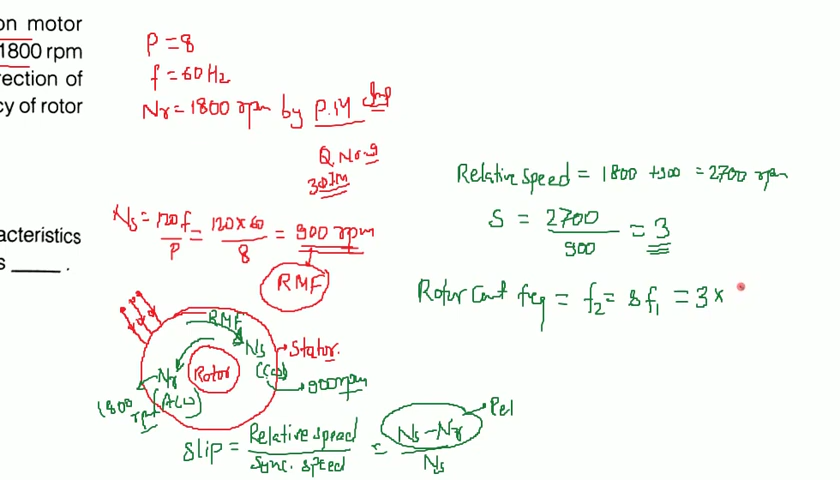 on motor
1800 rpm
rection of
cy of rotor
acteristics
s _____ .
P = 8
f = 60 Hz
Nr = 1800 rpm by P.M
Q. No. 9
3ϕ IM
Ns = 120f/P = 120×60/8 = 900 rpm
RMF
RMF
Ns
Stator.
Rotor
Nr
900 rpm
1800 rpm
(ACW)
Slip = Relative speed/Sync. speed = Ns - Nr/Ns
Rel
Relative speed = 1800 + 900 = 2700 rpm
S = 2700/900 = 3
Rotor freq = f2 = sf1 = 3 ×